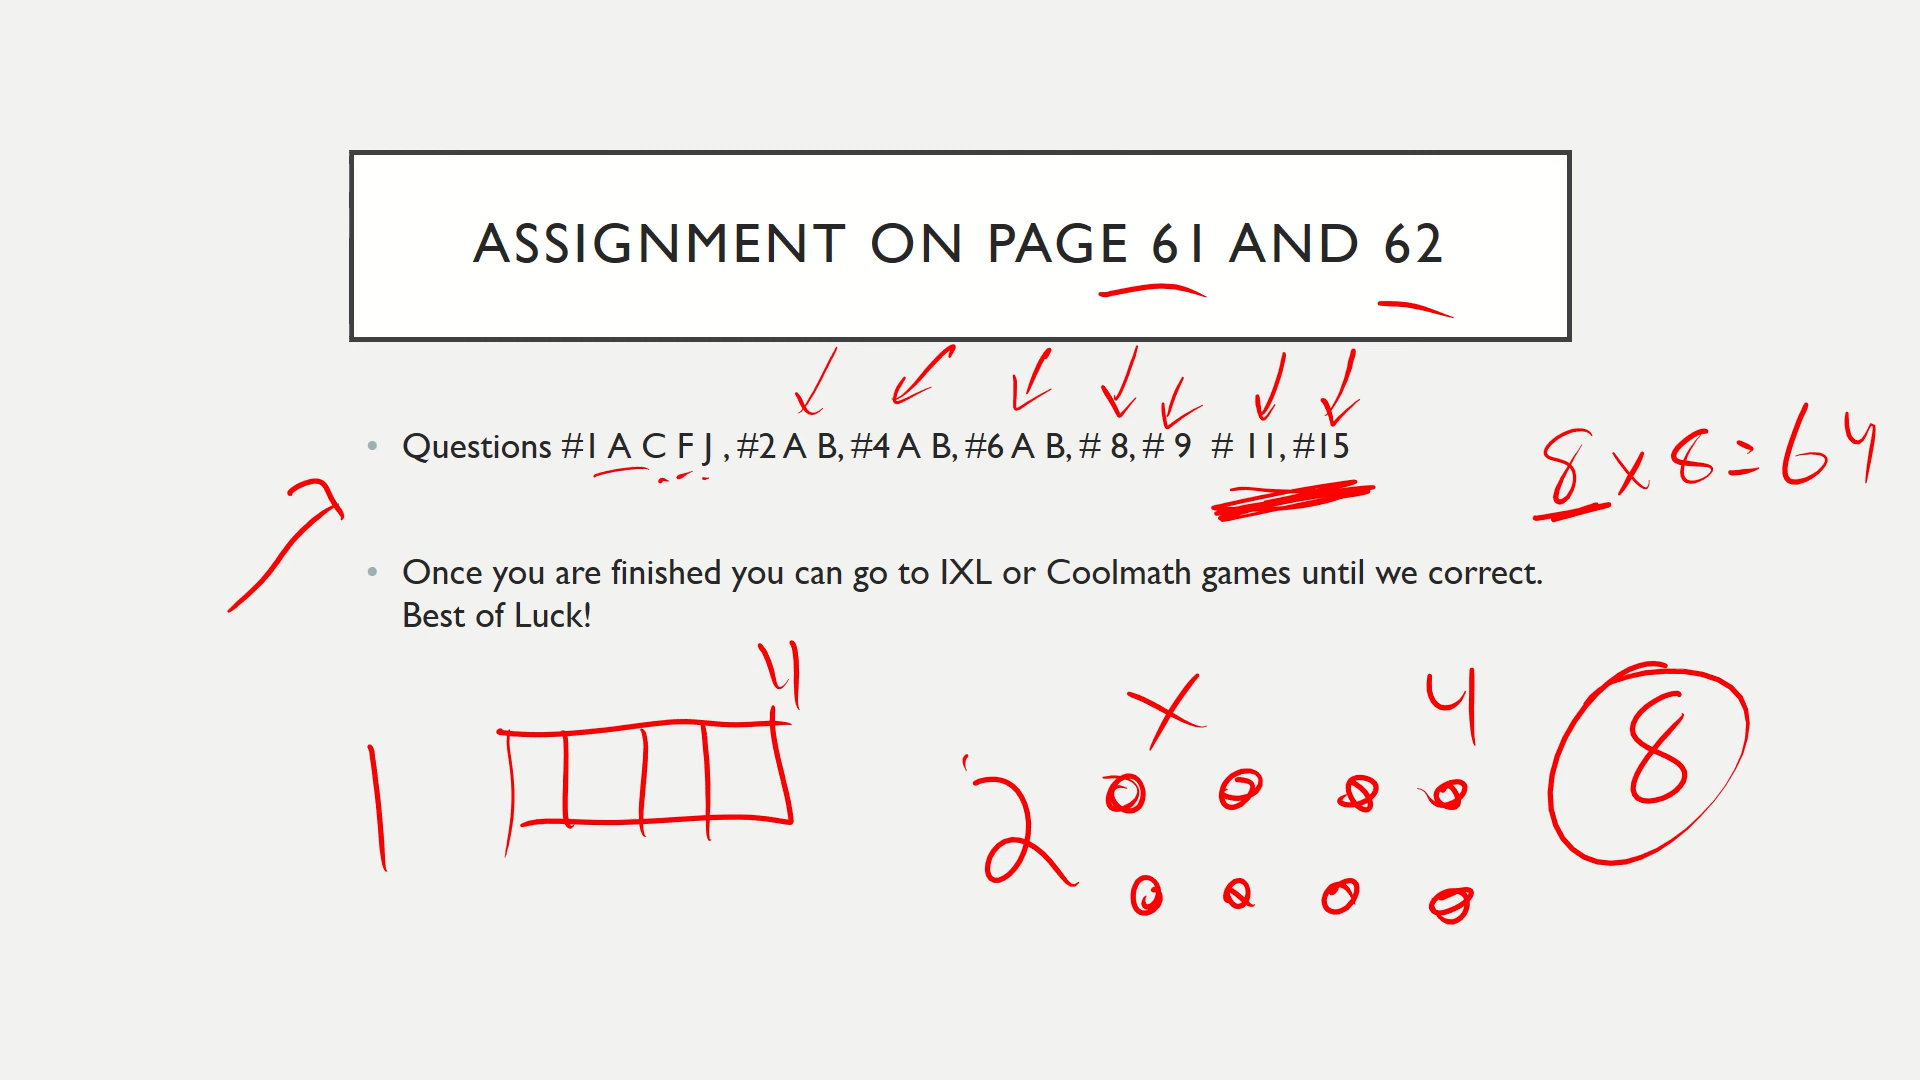 ASSIGNMENT ON PAGE 61 AND 62
• Questions #1 A C F J , #2 A B, #4 A B, #6 A B, # 8, # 9 # 11, #15
8 x 8 = 64
• Once you are finished you can go to IXL or Coolmath games until we correct.
Best of Luck!
4
1
x 4
2
8